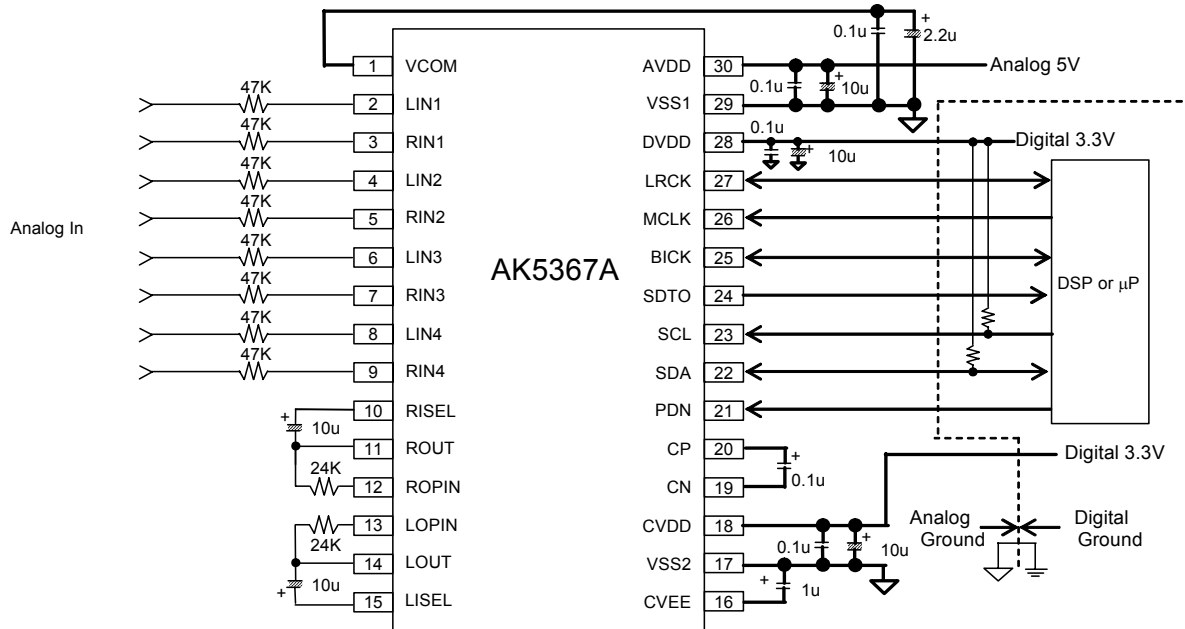 0.1u
+
2.2u
1 VCOM
AVDD 30
Analog 5V
47K
2 LIN1
0.1u
+
10u
VSS1 29
47K
3 RIN1
0.1u
DVDD 28
+
10u
Digital 3.3V
47K
4 LIN2
LRCK 27
47K
5 RIN2
MCLK 26
Analog In
47K
6 LIN3
BICK 25
AK5367A
DSP or µP
47K
7 RIN3
SDTO 24
47K
8 LIN4
SCL 23
47K
9 RIN4
SDA 22
10 RISEL
PDN 21
+
10u
11 ROUT
CP 20
+
0.1u
Digital 3.3V
24K
12 ROPIN
CN 19
13 LOPIN
24K
CVDD 18
Analog Ground
Digital Ground
0.1u
+
10u
14 LOUT
VSS2 17
+
10u
+
1u
15 LISEL
CVEE 16